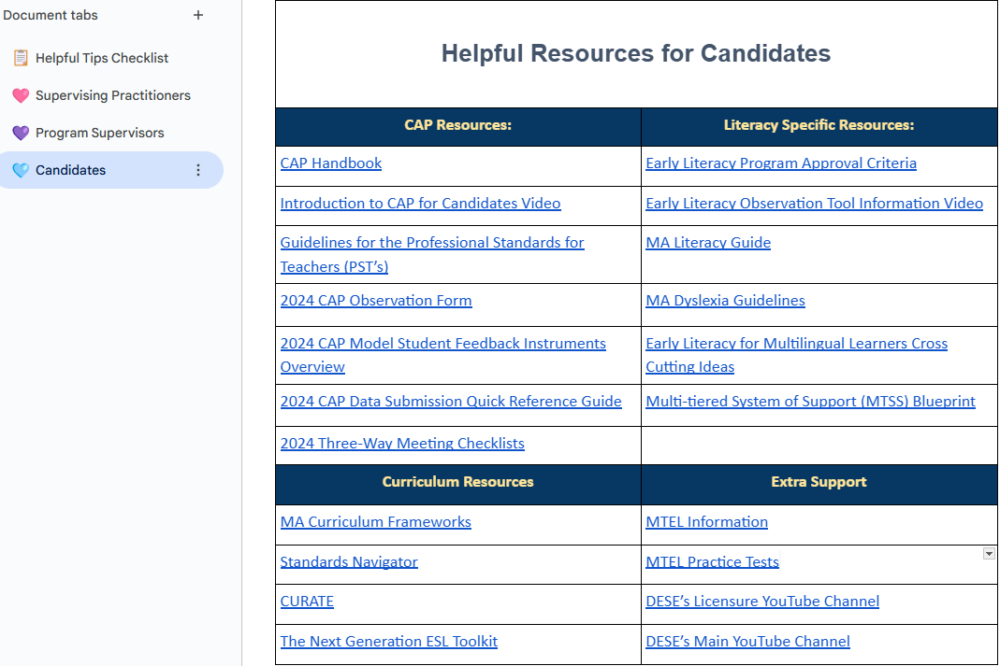 Document tabs
Helpful Tips Checklist
Supervising Practitioners
Program Supervisors
Candidates
Helpful Resources for Candidates
CAP Resources:
Literacy Specific Resources:
CAP Handbook
Early Literacy Program Approval Criteria
Introduction to CAP for Candidates Video
Early Literacy Observation Tool Information Video
Guidelines for the Professional Standards for
Teachers (PST’s)
MA Literacy Guide
2024 CAP Observation Form
MA Dyslexia Guidelines
2024 CAP Model Student Feedback Instruments
Overview
Early Literacy for Multilingual Learners Cross
Cutting Ideas
2024 CAP Data Submission Quick Reference Guide
Multi-tiered System of Support (MTSS) Blueprint
2024 Three-Way Meeting Checklists
Curriculum Resources
Extra Support
MA Curriculum Frameworks
MTEL Information
Standards Navigator
MTEL Practice Tests
CURATE
DESE’s Licensure YouTube Channel
The Next Generation ESL Toolkit
DESE’s Main YouTube Channel